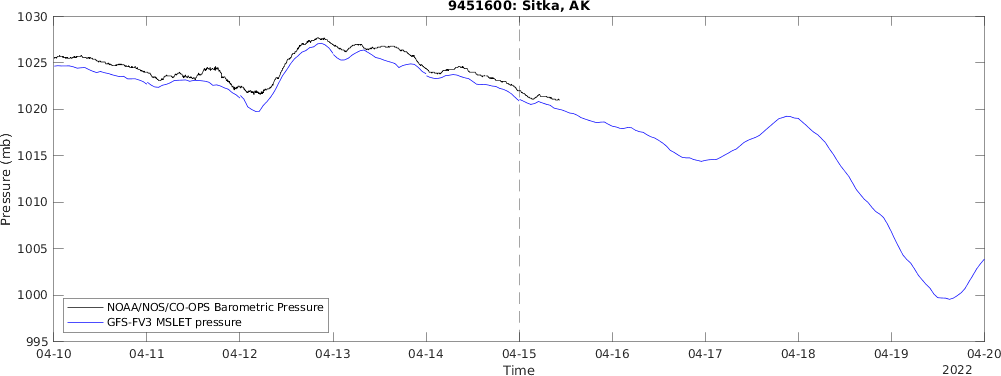 9451600: Sitka, AK
1030
1025
1020
1015
1010
1005
1000
995
Pressure (mb)
NOAA/NOS/CO-OPS Barometric Pressure
GFS-FV3 MSLET pressure
04-10 04-11 04-12 04-13 04-14 04-15 04-16 04-17 04-18 04-19 04-20
Time
2022